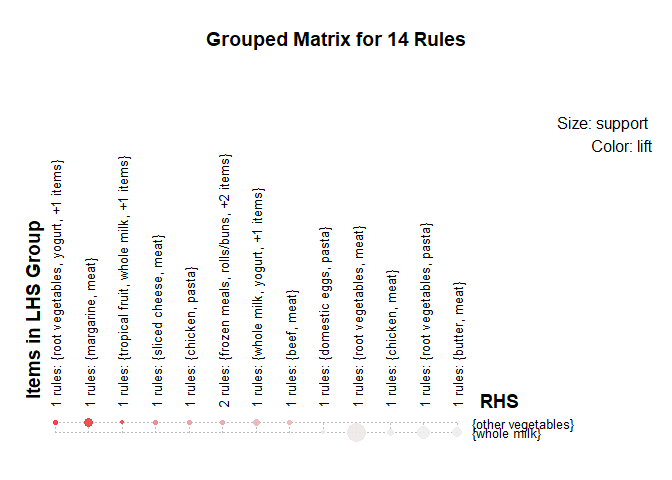 Grouped Matrix for 14 Rules
Size: support
Color: lift
Items in LHS Group
1 rules: {root vegetables, yogurt, +1 items}
1 rules: {margarine, meat}
1 rules: {tropical fruit, whole milk, +1 items}
1 rules: {sliced cheese, meat}
1 rules: {chicken, pasta}
2 rules: {frozen meals, rolls/buns, +2 items}
1 rules: {whole milk, yogurt, +1 items}
1 rules: {beef, meat}
1 rules: {domestic eggs, pasta}
1 rules: {root vegetables, meat}
1 rules: {chicken, meat}
1 rules: {root vegetables, pasta}
1 rules: {butter, meat}
RHS
{other vegetables}
{whole milk}